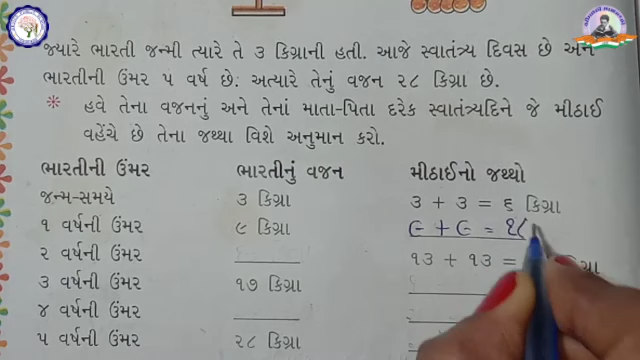 જ્યારે ભારતી જન્મી ત્યારે તે ૩ કિગ્રાની હતી. આજે સ્વાતંત્ર્ય દિવસ છે અને
ભારતીની ઉંમર ૫ વર્ષ છે. અત્યારે તેનું વજન ૨૮ કિગ્રા છે.
* હવે તેના વજનનું અને તેનાં માતા-પિતા દરેક સ્વાતંત્ર્યદિને જે મીઠાઈ
વહેંચે છે તેના જથ્થા વિશે અનુમાન કરો.
ભારતીની ઉંમર ભારતીનું વજન મીઠાઈનો જથ્થો
જન્મ-સમયે ૩ કિગ્રા ૩ + ૩ = ૬ કિગ્રા
૧ વર્ષની ઉંમર ૯ કિગ્રા ૯ + ૯ = ૧૮
૨ વર્ષની ઉંમર ૧૩ + ૧૩ =
૩ વર્ષની ઉંમર ૧૭ કિગ્રા
૪ વર્ષની ઉંમર
૫ વર્ષની ઉંમર ૨૮ કિગ્રા